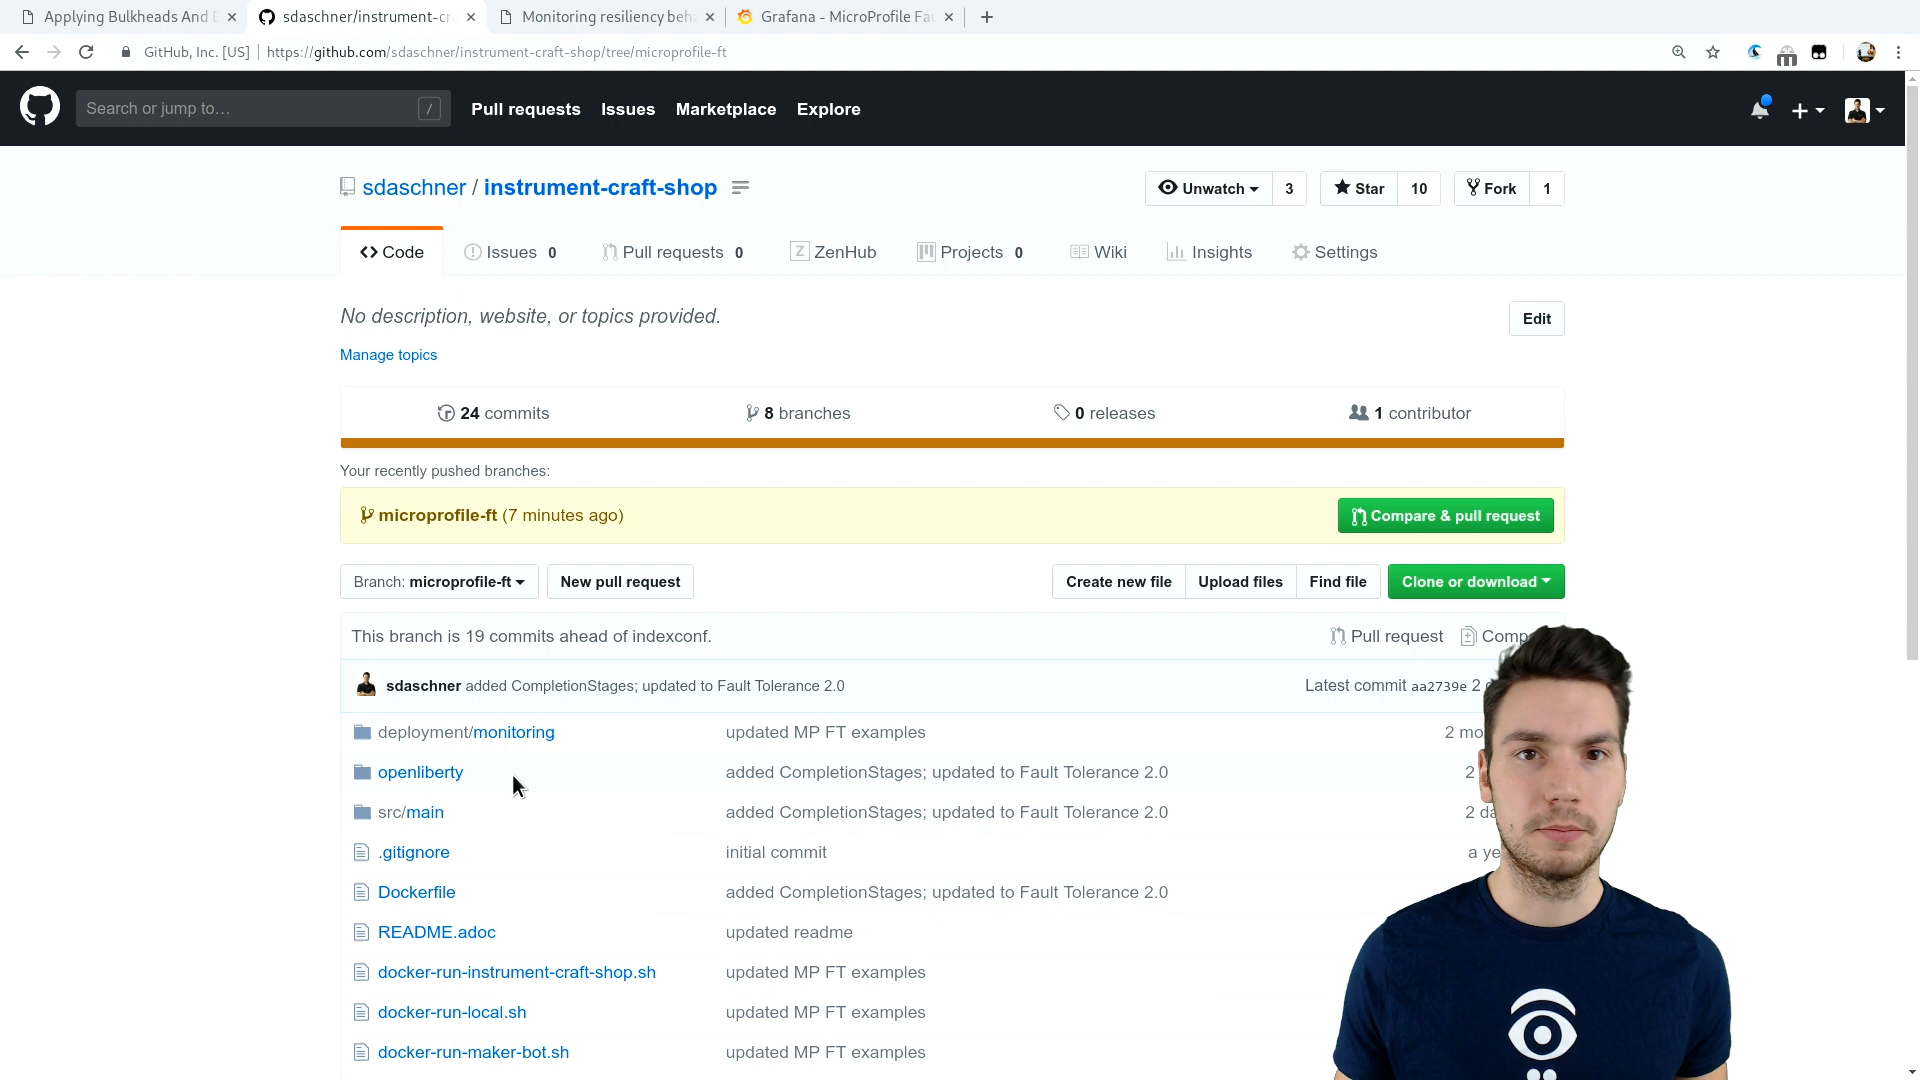 Applying Bulkheads And
sdaschner/instrument-cr
Monitoring resiliency beh
Grafana - MicroProfile Fau
GitHub, Inc. [US] https://github.com/sdaschner/instrument-craft-shop/tree/microprofile-ft
Search or jump to… /
Pull requests Issues Marketplace Explore
sdaschner / instrument-craft-shop
Unwatch 3 Star 10 Fork 1
Code Issues 0 Pull requests 0 ZenHub Projects 0 Wiki Insights Settings
No description, website, or topics provided.
Edit
Manage topics
24 commits 8 branches 0 releases 1 contributor
Your recently pushed branches:
microprofile-ft (7 minutes ago)
Compare & pull request
Branch: microprofile-ft New pull request Create new file Upload files Find file Clone or download
This branch is 19 commits ahead of indexconf. Pull request Comp
sdaschner added CompletionStages; updated to Fault Tolerance 2.0 Latest commit aa2739e 2 d
deployment/monitoring updated MP FT examples 2 mo
openliberty added CompletionStages; updated to Fault Tolerance 2.0 2
src/main added CompletionStages; updated to Fault Tolerance 2.0 2 da
.gitignore initial commit a ye
Dockerfile added CompletionStages; updated to Fault Tolerance 2.0
README.adoc updated readme
docker-run-instrument-craft-shop.sh updated MP FT examples
docker-run-local.sh updated MP FT examples
docker-run-maker-bot.sh updated MP FT examples